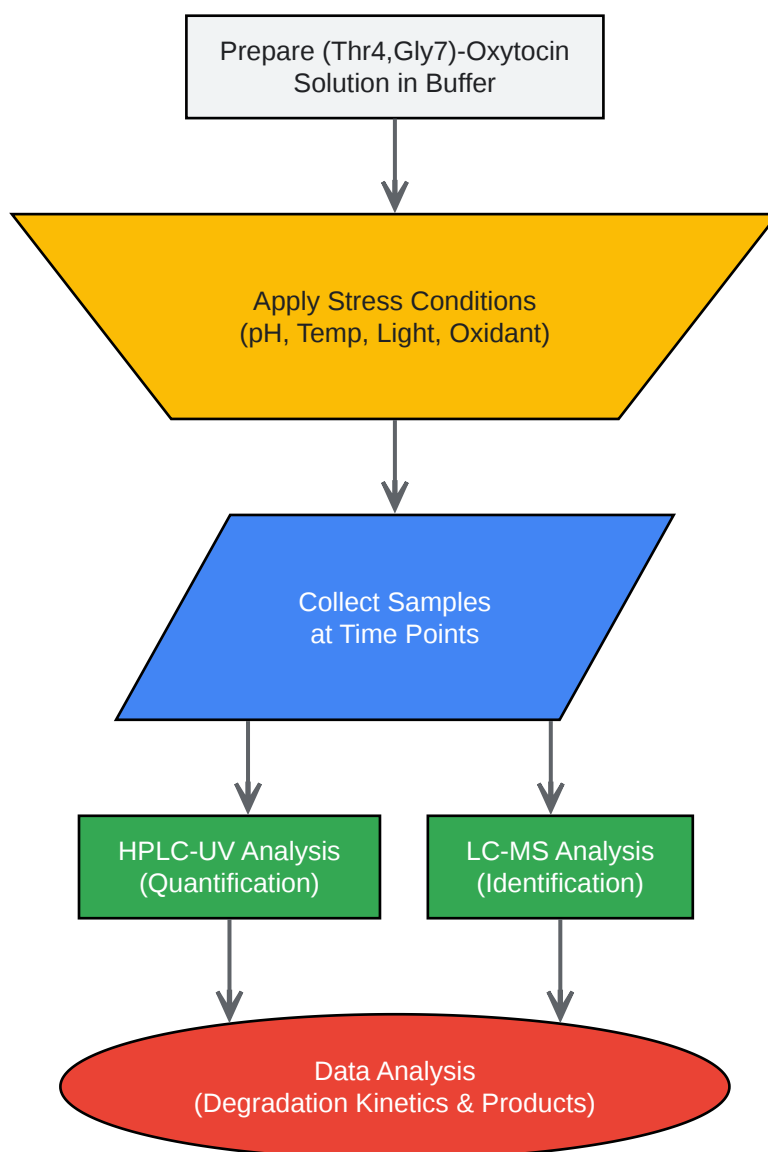 Prepare (Thr4,Gly7)-Oxytocin
Solution in Buffer
Apply Stress Conditions
(pH, Temp, Light, Oxidant)
Collect Samples
at Time Points
HPLC-UV Analysis
(Quantification)
LC-MS Analysis
(Identification)
Data Analysis
(Degradation Kinetics & Products)